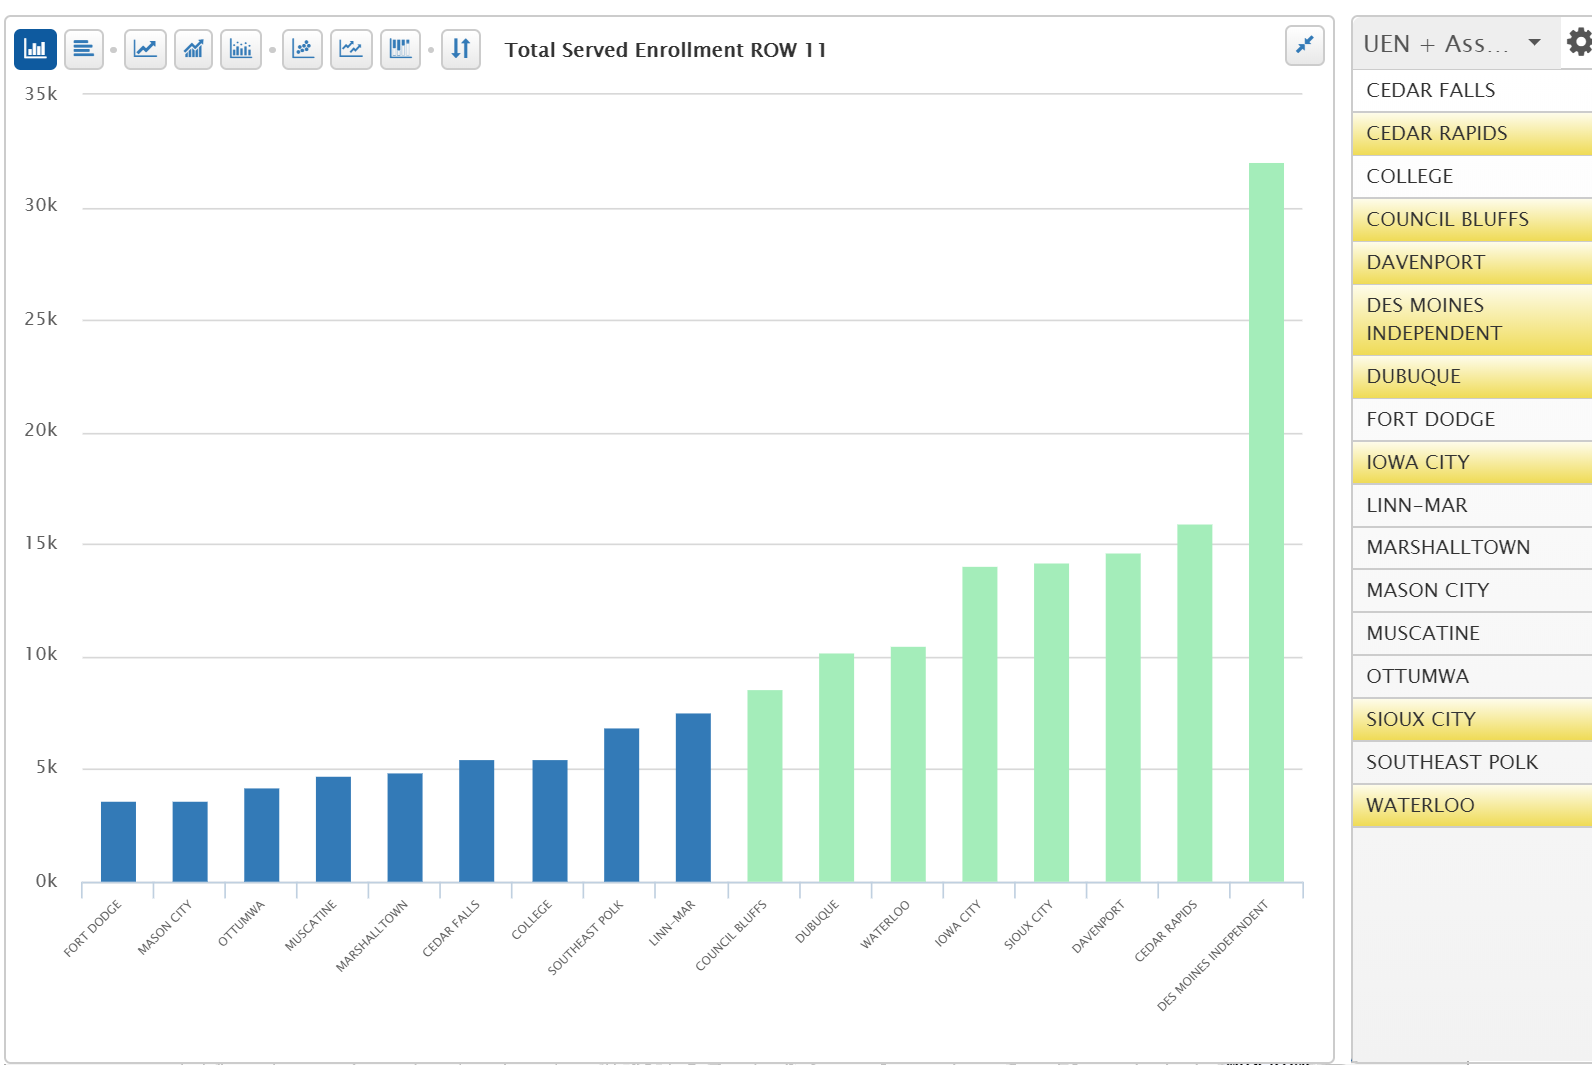 Total Served Enrollment ROW 11
35k
30k
25k
20k
15k
10k
5k
0k
FORT DODGE
MASON CITY
OTTUMWA
MUSCATINE
MARSHALLTOWN
CEDAR FALLS
COLLEGE
SOUTHEAST POLK
LINN-MAR
COUNCIL BLUFFS
DUBUQUE
WATERLOO
IOWA CITY
SIOUX CITY
DAVENPORT
CEDAR RAPIDS
DES MOINES INDEPENDENT
UEN + Ass...
CEDAR FALLS
CEDAR RAPIDS
COLLEGE
COUNCIL BLUFFS
DAVENPORT
DES MOINES
INDEPENDENT
DUBUQUE
FORT DODGE
IOWA CITY
LINN-MAR
MARSHALLTOWN
MASON CITY
MUSCATINE
OTTUMWA
SIOUX CITY
SOUTHEAST POLK
WATERLOO